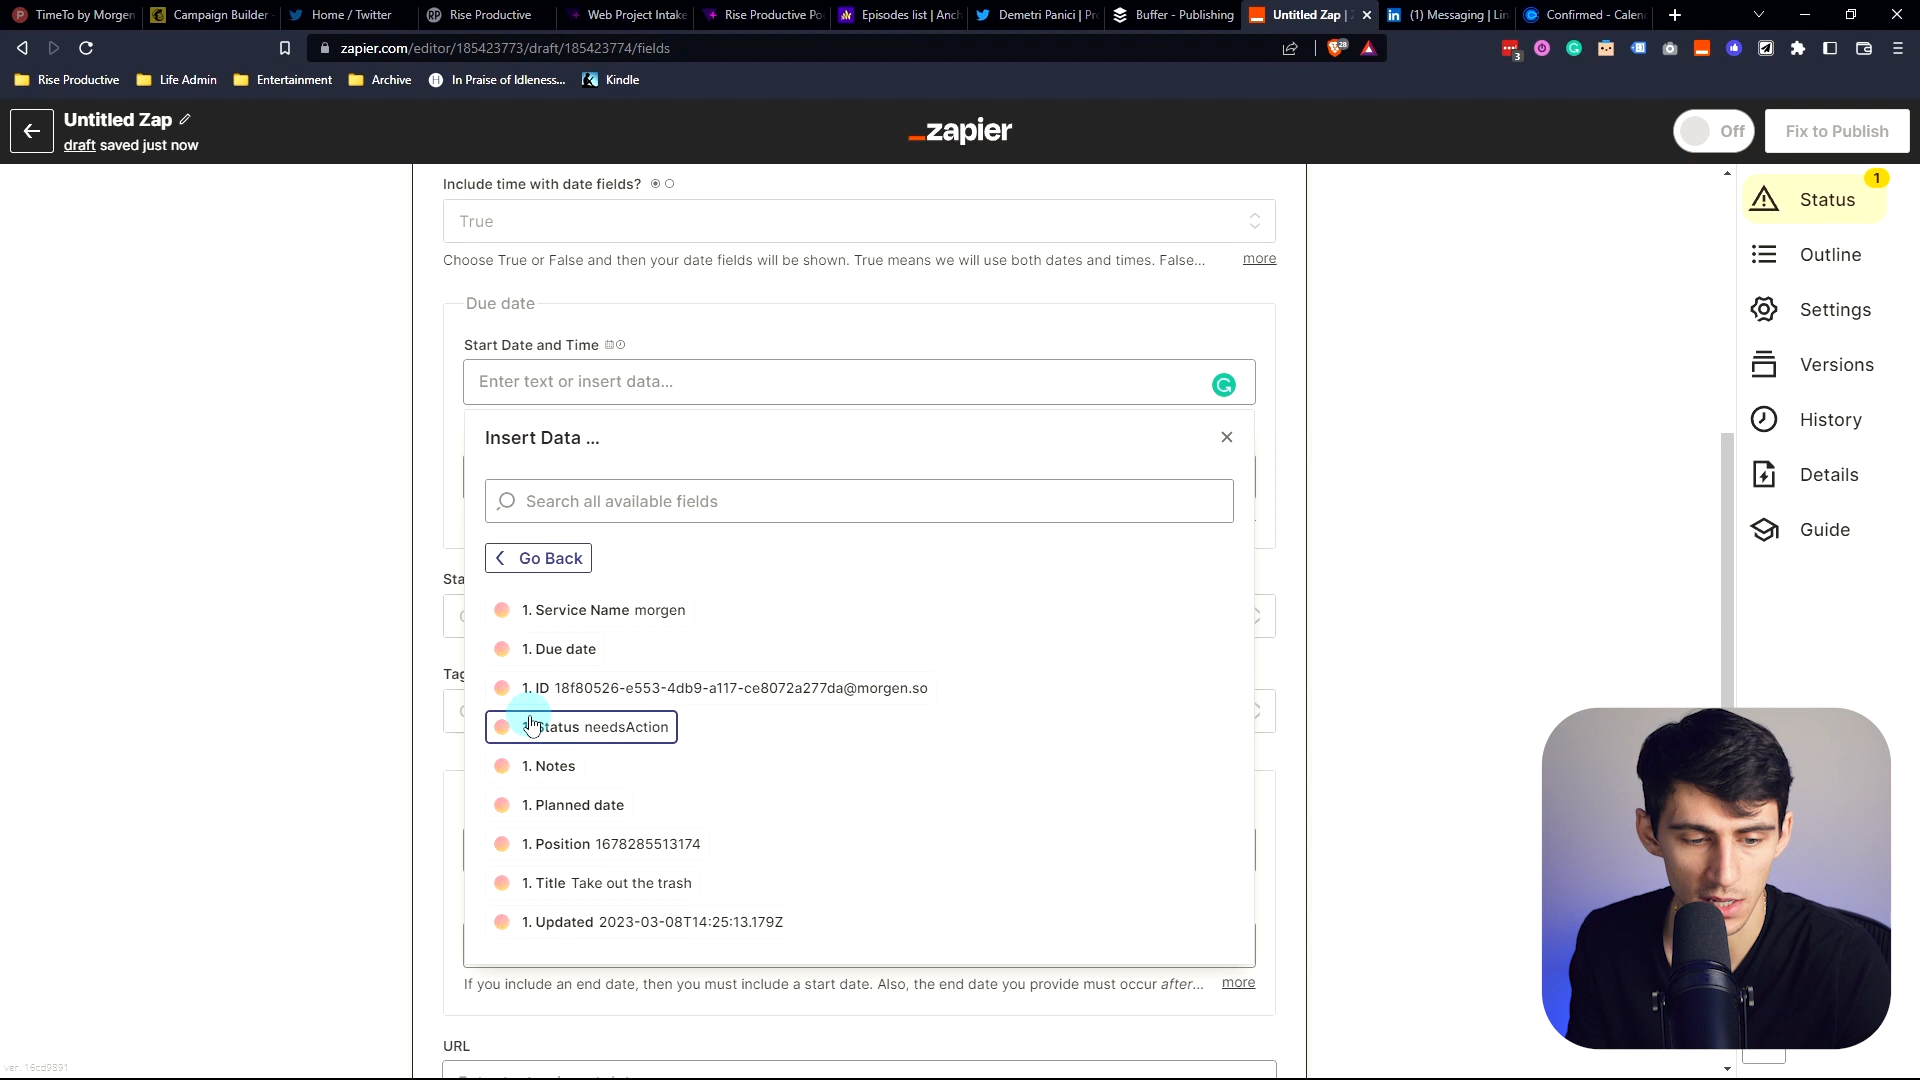 TimeTo by Morgen
Campaign Builder
Home / Twitter
Rise Productive
Web Project Intake
Rise Productive Po
Episodes list | Anch
Demetri Panici | Pr
Buffer - Publishing
Untitled Zap |
(1) Messaging | Lin
Confirmed - Calen
zapier.com/editor/185423773/draft/185423774/fields
28
3
Rise Productive
Life Admin
Entertainment
Archive
In Praise of Idleness...
Kindle
Untitled Zap
draft saved just now
_zapier
Off
Fix to Publish
Include time with date fields?
True
Choose True or False and then your date fields will be shown. True means we will use both dates and times. False...
more
Due date
Start Date and Time
Enter text or insert data...
Insert Data ...
Search all available fields
Go Back
1. Service Name morgen
1. Due date
1. ID 18f80526-e553-4db9-a117-ce8072a277da@morgen.so
Status needsAction
1. Notes
1. Planned date
1. Position 1678285513174
1. Title Take out the trash
1. Updated 2023-03-08T14:25:13.179Z
Sta
Tag
If you include an end date, then you must include a start date. Also, the end date you provide must occur after...
more
URL
1
Status
Outline
Settings
Versions
History
Details
Guide
ver. 16cd9891